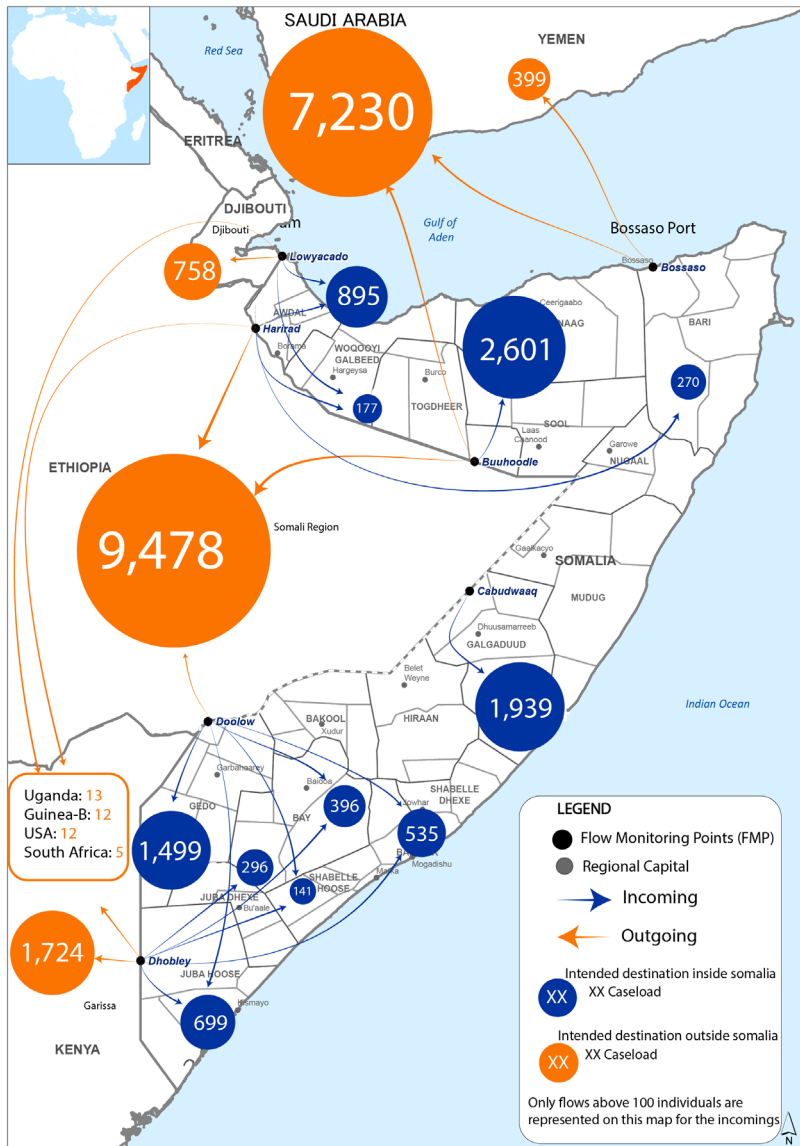 SAUDI ARABIA
Red Sea
YEMEN
399
7,230
ERITREA
DJIBOUTI
Djibouti
am
Gulf of
Aden
Bossaso Port
Lowyacado
Bossaso
Bossaso
758
895
Ceerigaabo
NAAG
AWDAL
Harirad
BARI
Borama
WOQOOYI
GALBEED
Hargeysa
2,601
Burco
270
177
TOGDHEER
SOOL
Laas
Caanood
Garowe
NUGAAL
Buuhoodle
ETHIOPIA
Somali Region
9,478
Gaalkacyo
SOMALIA
Cabudwaaq
MUDUG
Dhuusamarreeb
GALGADUUD
Belet
Weyne
1,939
Indian Ocean
Doolow
BAKOOL
Xudur
HIRAAN
Garbahaarey
Baidoa
Uganda: 13
Guinea-B: 12
USA: 12
South Africa: 5
GEDO
BAY
396
SHABELLE
DHEXE
Jowhar
535
1,499
BA
Mogadishu
296
SHABELLE
HOOSE
Marka
141
JUBA DHEXE
Bu'aale
1,724
Dhobley
JUBA HOOSE
Garissa
Kismayo
699
KENYA
LEGEND
Flow Monitoring Points (FMP)
Regional Capital
Incoming
Outgoing
Intended destination inside somalia
XX
XX Caseload
Intended destination outside somalia
XX
XX Caseload
Only flows above 100 individuals are
represented on this map for the incomings
N